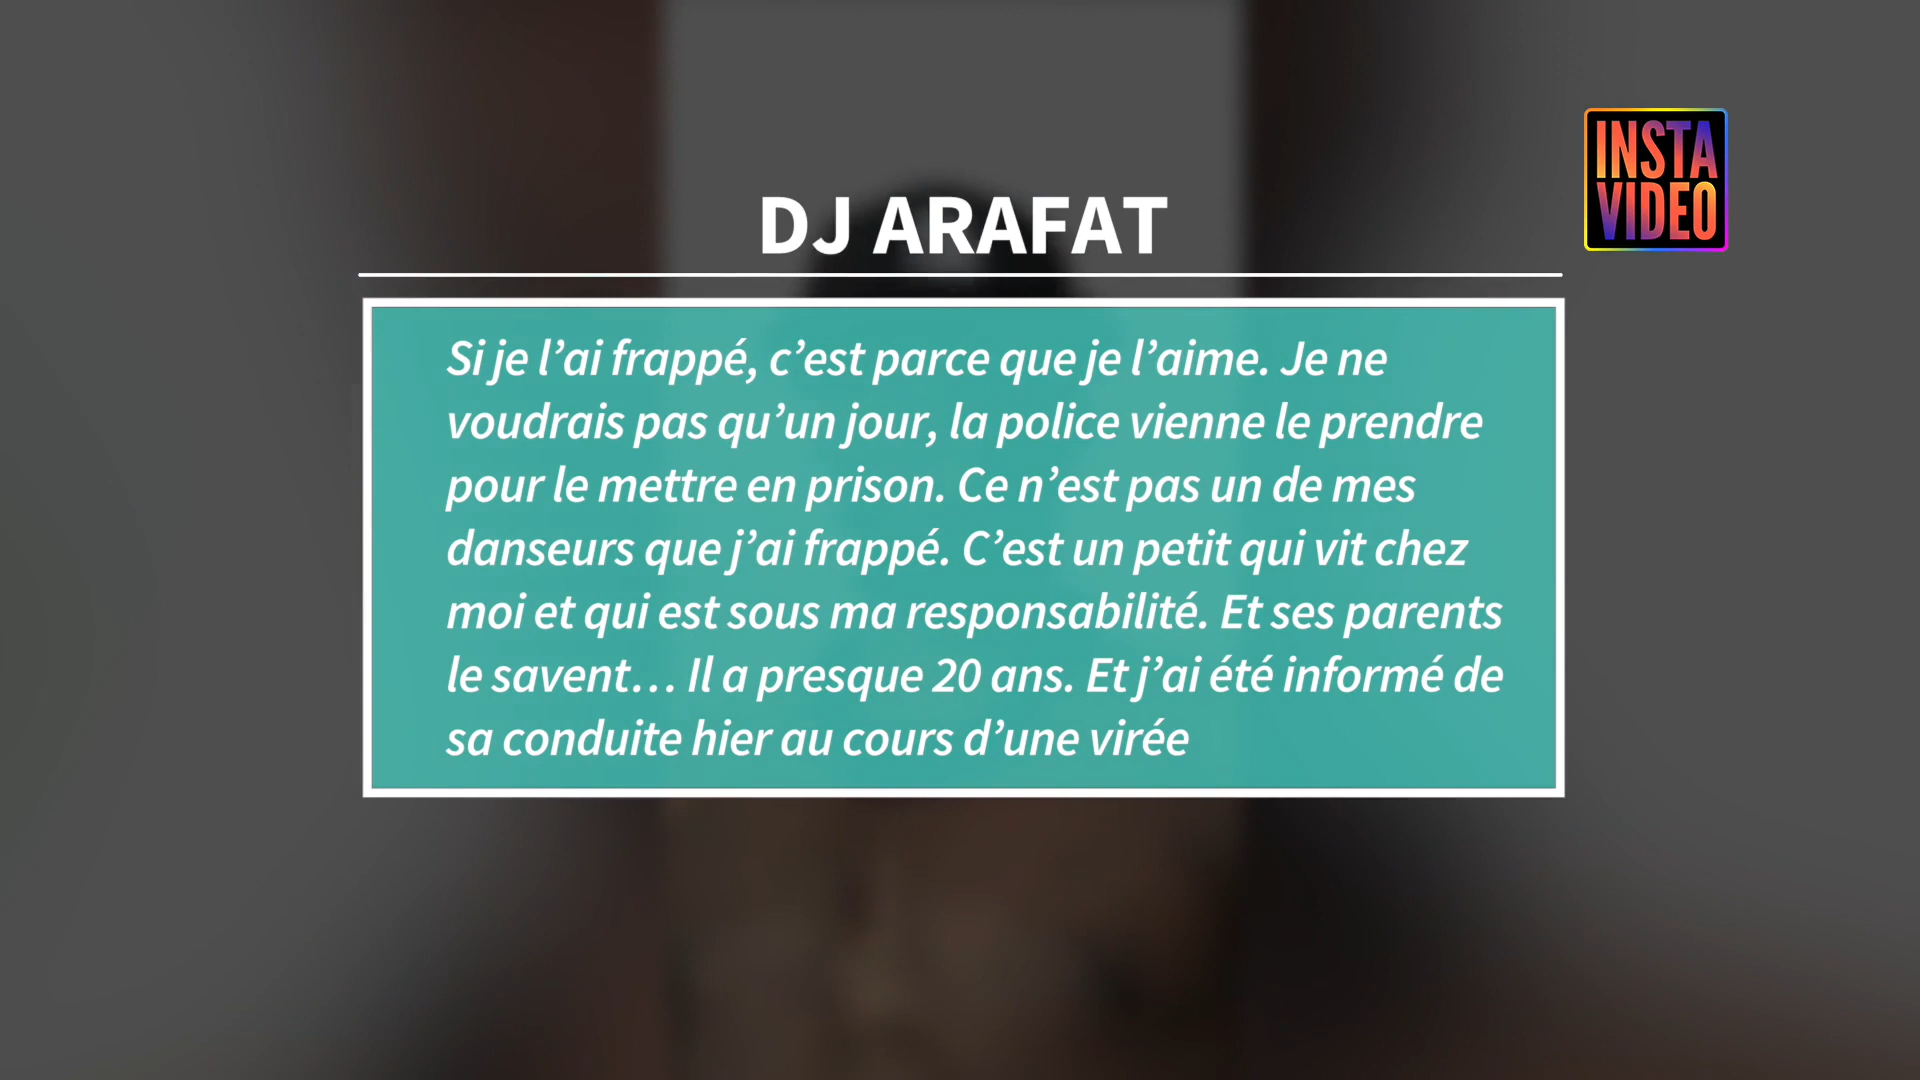 INSTA
VIDEO
DJ ARAFAT
Si je l’ai frappé, c’est parce que je l’aime. Je ne
voudrais pas qu’un jour, la police vienne le prendre
pour le mettre en prison. Ce n’est pas un de mes
danseurs que j’ai frappé. C’est un petit qui vit chez
moi et qui est sous ma responsabilité. Et ses parents
le savent… Il a presque 20 ans. Et j’ai été informé de
sa conduite hier au cours d’une virée